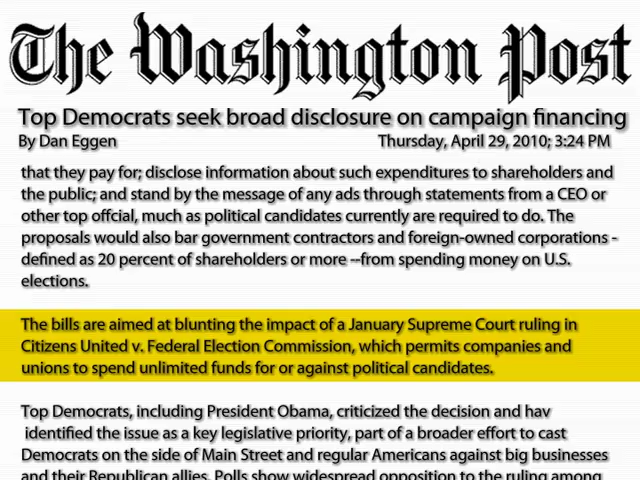 The Washington Post
Top Democrats seek broad disclosure on campaign financing
By Dan Eggen Thursday, April 29, 2010; 3:24 PM
that they pay for; disclose information about such expenditures to shareholders and
the public; and stand by the message of any ads through statements from a CEO or
other top offcial, much as political candidates currently are required to do. The
proposals would also bar government contractors and foreign-owned corporations -
defined as 20 percent of shareholders or more --from spending money on U.S.
elections.
The bills are aimed at blunting the impact of a January Supreme Court ruling in
Citizens United v. Federal Election Commission, which permits companies and
unions to spend unlimited funds for or against political candidates.
Top Democrats, including President Obama, criticized the decision and hav
identified the issue as a key legislative priority, part of a broader effort to cast
Democrats on the side of Main Street and regular Americans against big businesses
and their Republican allies. Polls show widespread opposition to the ruling among